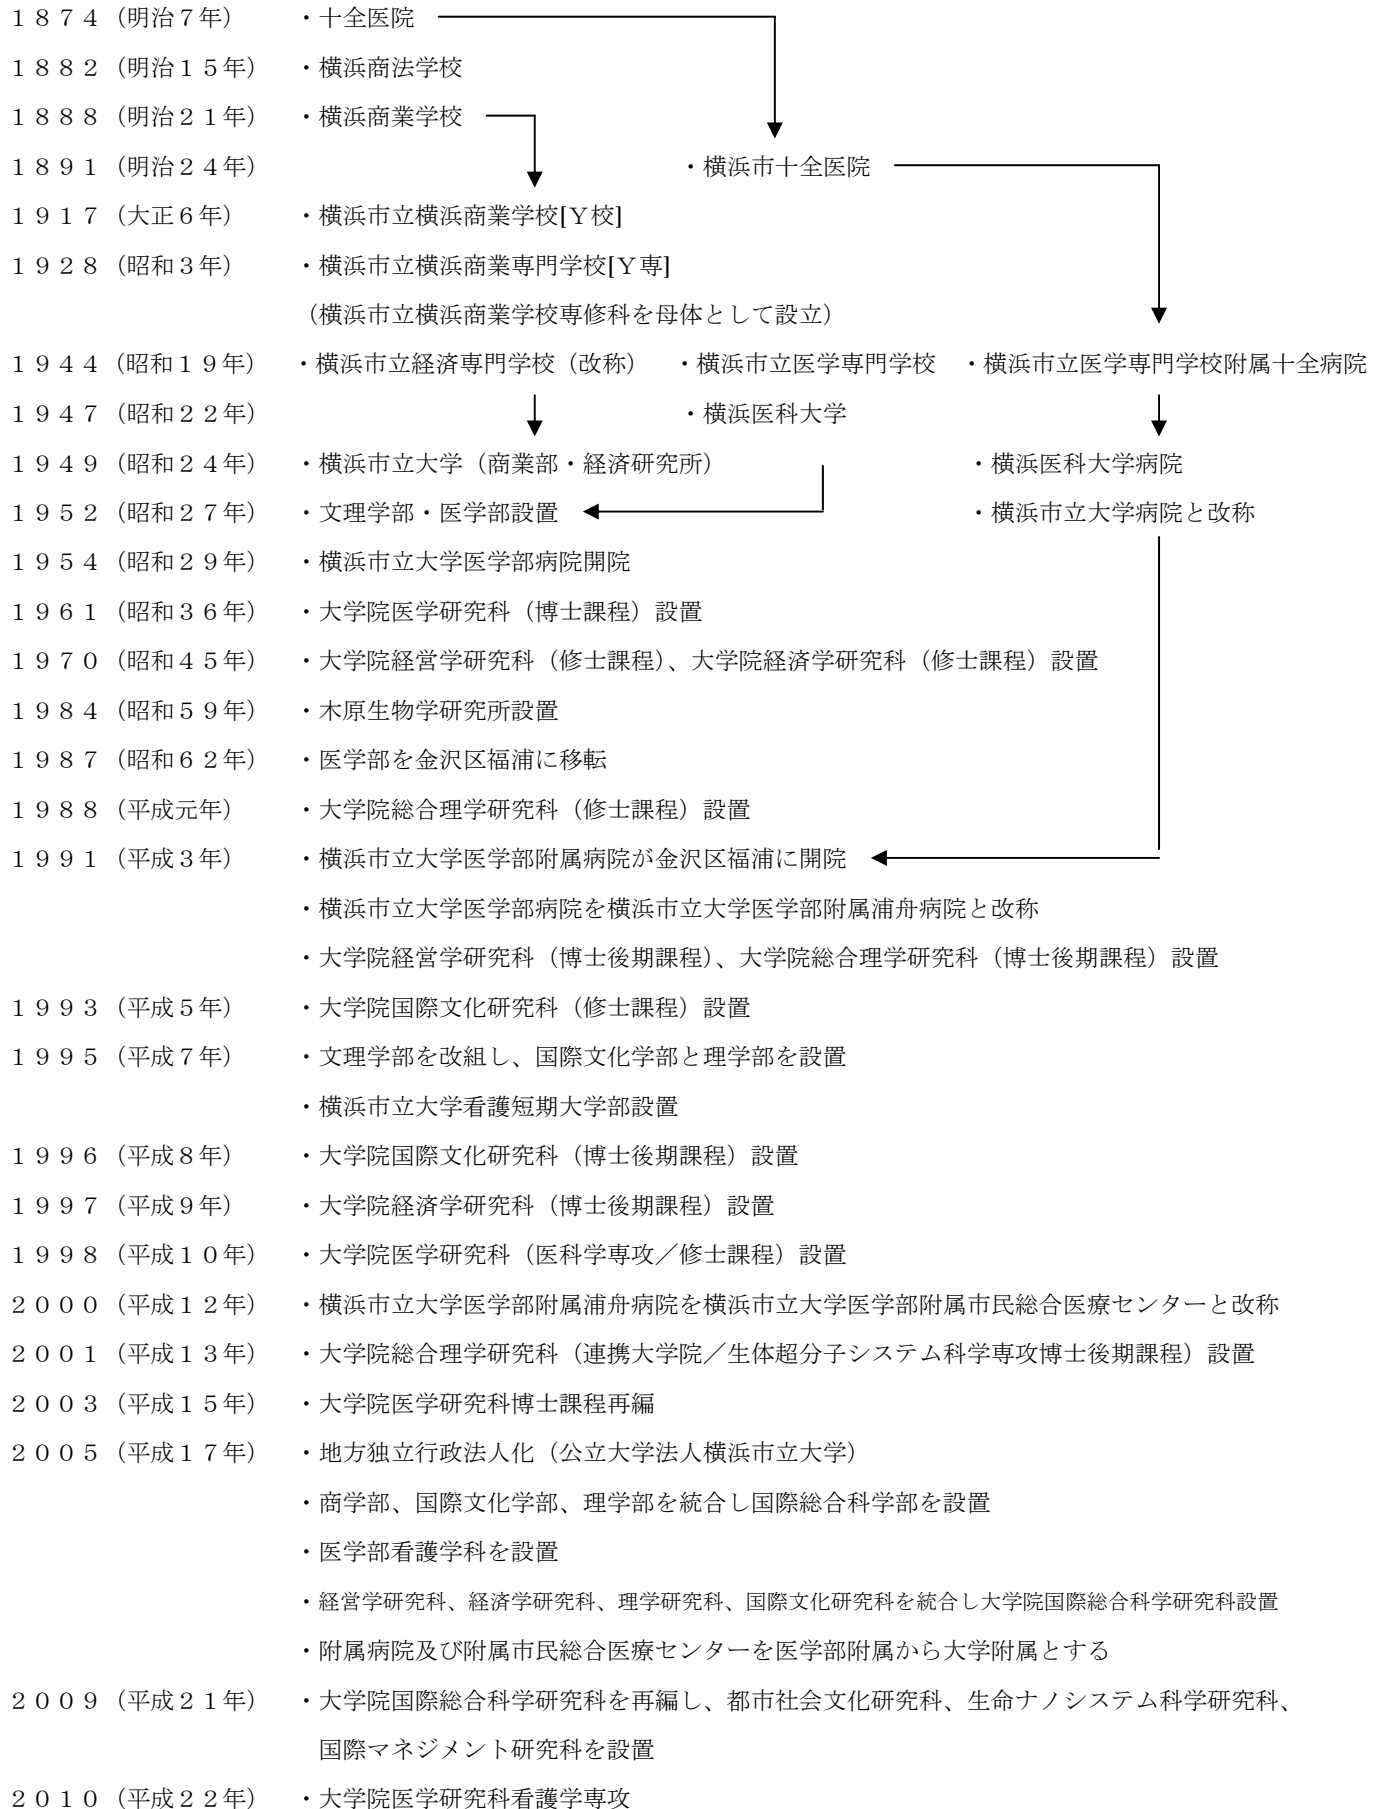 １８７４（明治７年）　・十全医院
１８８２（明治１５年）　・横浜商法学校
１８８８（明治２１年）　・横浜商業学校
１８９１（明治２４年）　・横浜市十全医院
１９１７（大正６年）　・横浜市立横浜商業学校[Ｙ校]
１９２８（昭和３年）　・横浜市立横浜商業専門学校[Ｙ専]
（横浜市立横浜商業学校専修科を母体として設立）
１９４４（昭和１９年）　・横浜市立経済専門学校（改称）　・横浜市立医学専門学校　・横浜市立医学専門学校附属十全病院
１９４７（昭和２２年）　・横浜医科大学
１９４９（昭和２４年）　・横浜市立大学（商業部・経済研究所）　・横浜医科大学病院
１９５２（昭和２７年）　・文理学部・医学部設置　・横浜市立大学病院と改称
１９５４（昭和２９年）　・横浜市立大学医学部病院開院
１９６１（昭和３６年）　・大学院医学研究科（博士課程）設置
１９７０（昭和４５年）　・大学院経営学研究科（修士課程）、大学院経済学研究科（修士課程）設置
１９８４（昭和５９年）　・木原生物学研究所設置
１９８７（昭和６２年）　・医学部を金沢区福浦に移転
１９８８（平成元年）　・大学院総合理学研究科（修士課程）設置
１９９１（平成３年）　・横浜市立大学医学部附属病院が金沢区福浦に開院
・横浜市立大学医学部病院を横浜市立大学医学部附属浦舟病院と改称
・大学院経営学研究科（博士後期課程）、大学院総合理学研究科（博士後期課程）設置
１９９３（平成５年）　・大学院国際文化研究科（修士課程）設置
１９９５（平成７年）　・文理学部を改組し、国際文化学部と理学部を設置
・横浜市立大学看護短期大学部設置
１９９６（平成８年）　・大学院国際文化研究科（博士後期課程）設置
１９９７（平成９年）　・大学院経済学研究科（博士後期課程）設置
１９９８（平成１０年）　・大学院医学研究科（医科学専攻／修士課程）設置
２０００（平成１２年）　・横浜市立大学医学部附属浦舟病院を横浜市立大学医学部附属市民総合医療センターと改称
２００１（平成１３年）　・大学院総合理学研究科（連携大学院／生体超分子システム科学専攻博士後期課程）設置
２００３（平成１５年）　・大学院医学研究科博士課程再編
２００５（平成１７年）　・地方独立行政法人化（公立大学法人横浜市立大学）
・商学部、国際文化学部、理学部を統合し国際総合科学部を設置
・医学部看護学科を設置
・経営学研究科、経済学研究科、理学研究科、国際文化研究科を統合し大学院国際総合科学研究科設置
・附属病院及び附属市民総合医療センターを医学部附属から大学附属とする
２００９（平成２１年）　・大学院国際総合科学研究科を再編し、都市社会文化研究科、生命ナノシステム科学研究科、
国際マネジメント研究科を設置
２０１０（平成２２年）　・大学院医学研究科看護学専攻